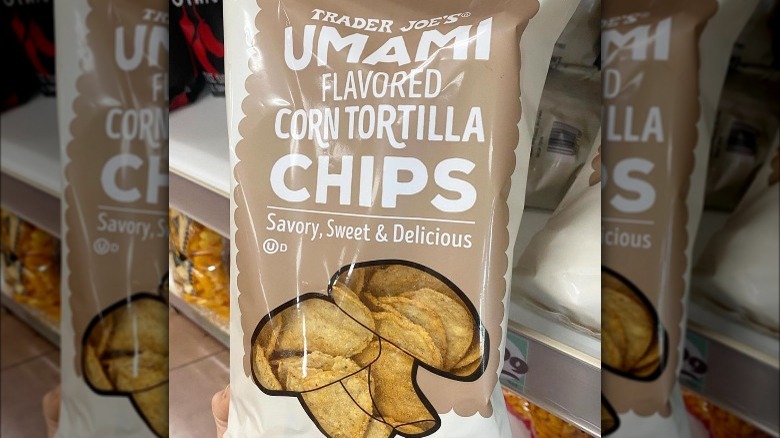 TRADER JOE'S®
UMAMI
FLAVORED
CORN TORTILLA
CHIPS
Savory, Sweet & Delicious
U D